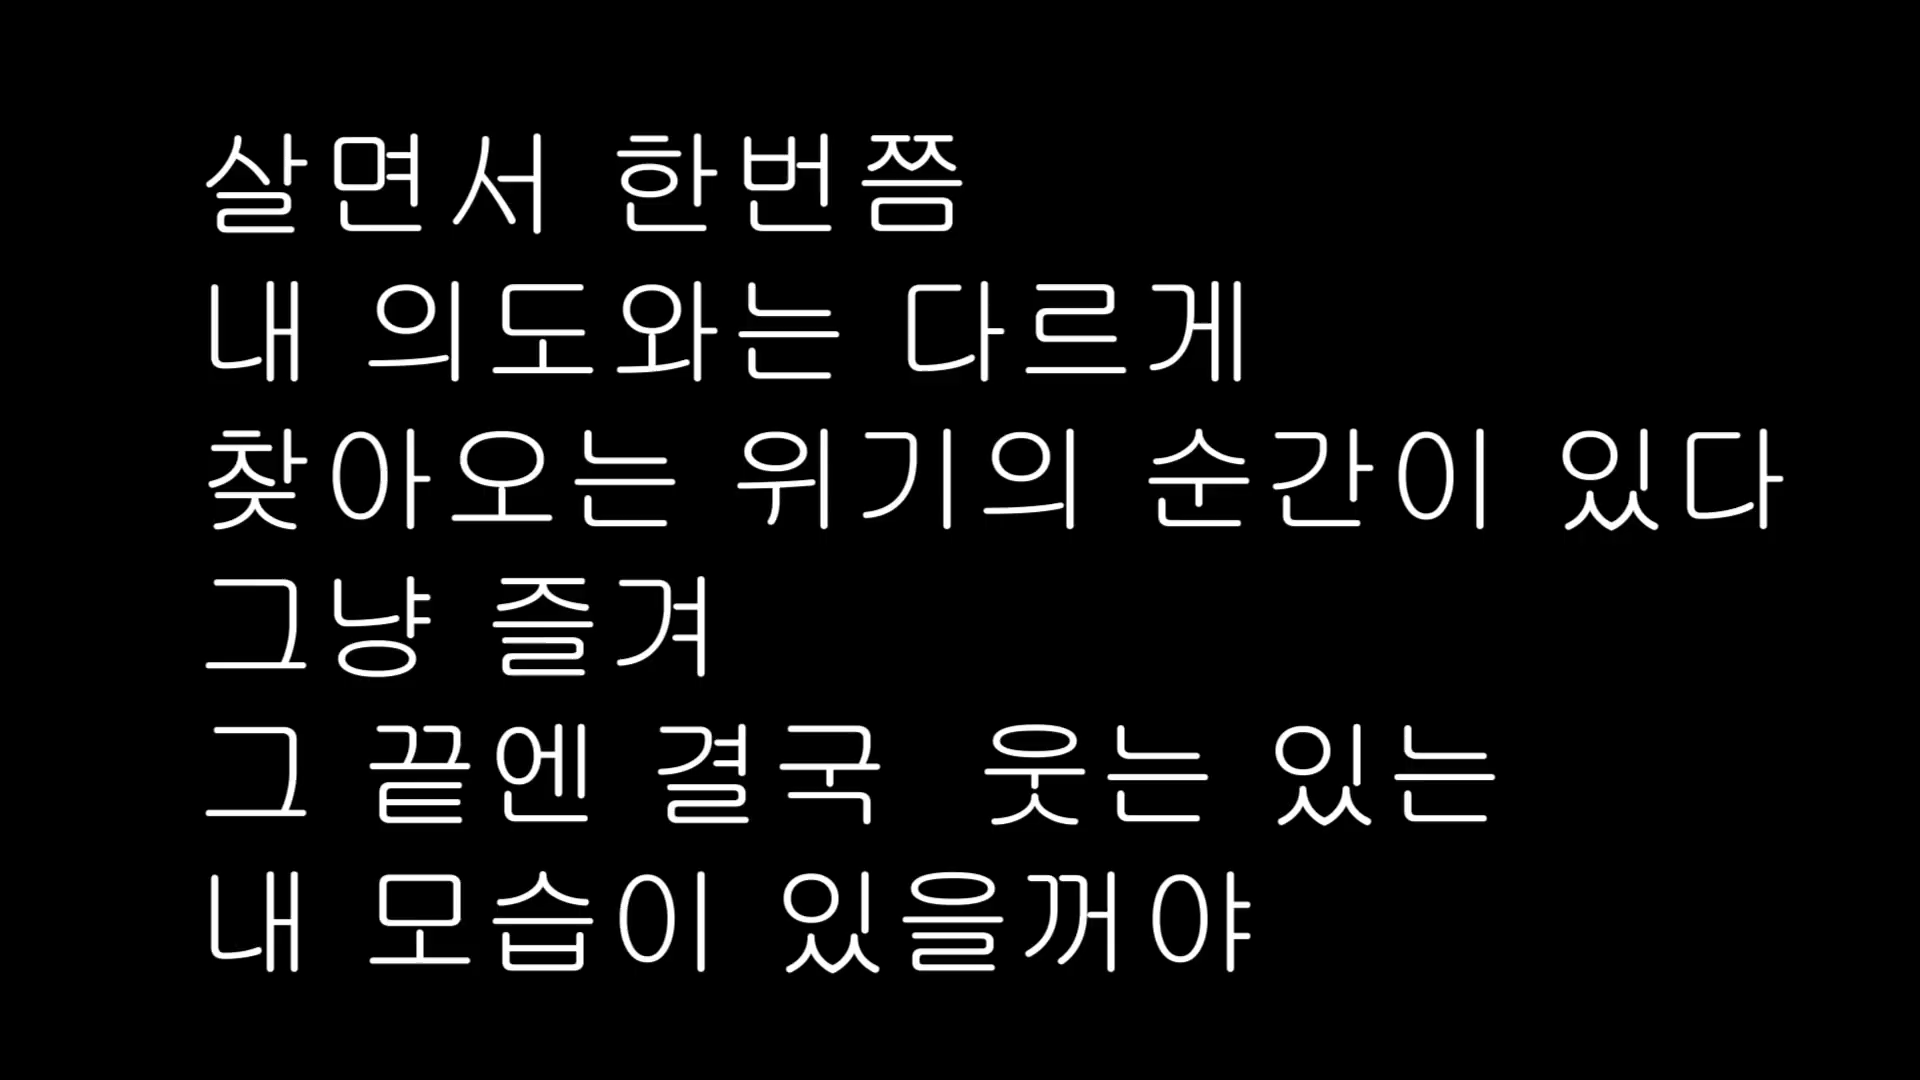 살면서 한번쯤
내 의도와는 다르게
찾아오는 위기의 순간이 있다
그냥 즐겨
그 끝엔 결국  웃는 있는
내 모습이 있을꺼야